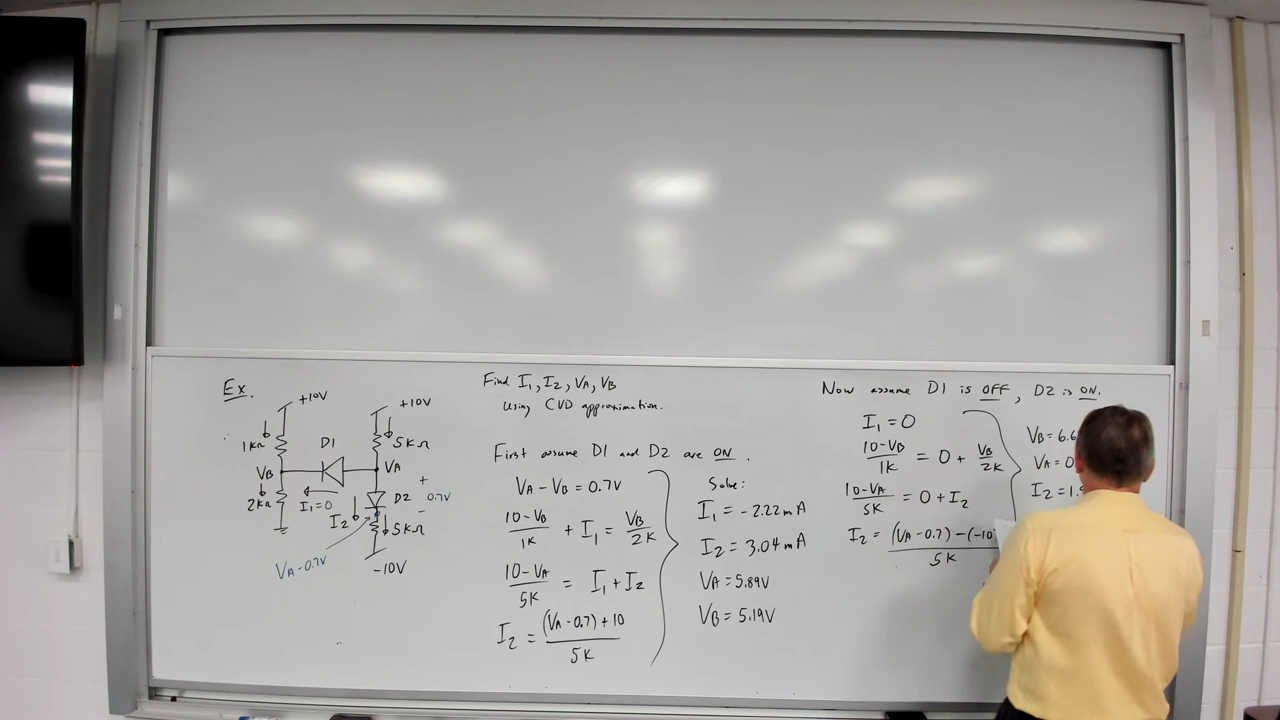 Ex.
+10V
+10V
1kΩ
D1
5kΩ
VB
VA
2kΩ
I1=0
+
D2
0.7V
-
I2
5kΩ
VA-0.7V
-10V
Find I1, I2, VA, VB
Using CVD approximation.
First assume D1 and D2 are ON.
VA - VB = 0.7V
10-VB/1K + I1 = VB/2K
10-VA/5K = I1 + I2
I2 = (VA-0.7)+10/5K
Solve:
I1 = -2.22mA
I2 = 3.04mA
VA = 5.89V
VB = 5.19V
Now assume D1 is OFF, D2 is ON.
I1 = 0
10-VB/1K = 0 + VB/2K
10-VA/5K = 0 + I2
I2 = (VA-0.7)-(-10/5K
VB = 6.6
VA = 0
I2 = 1.9